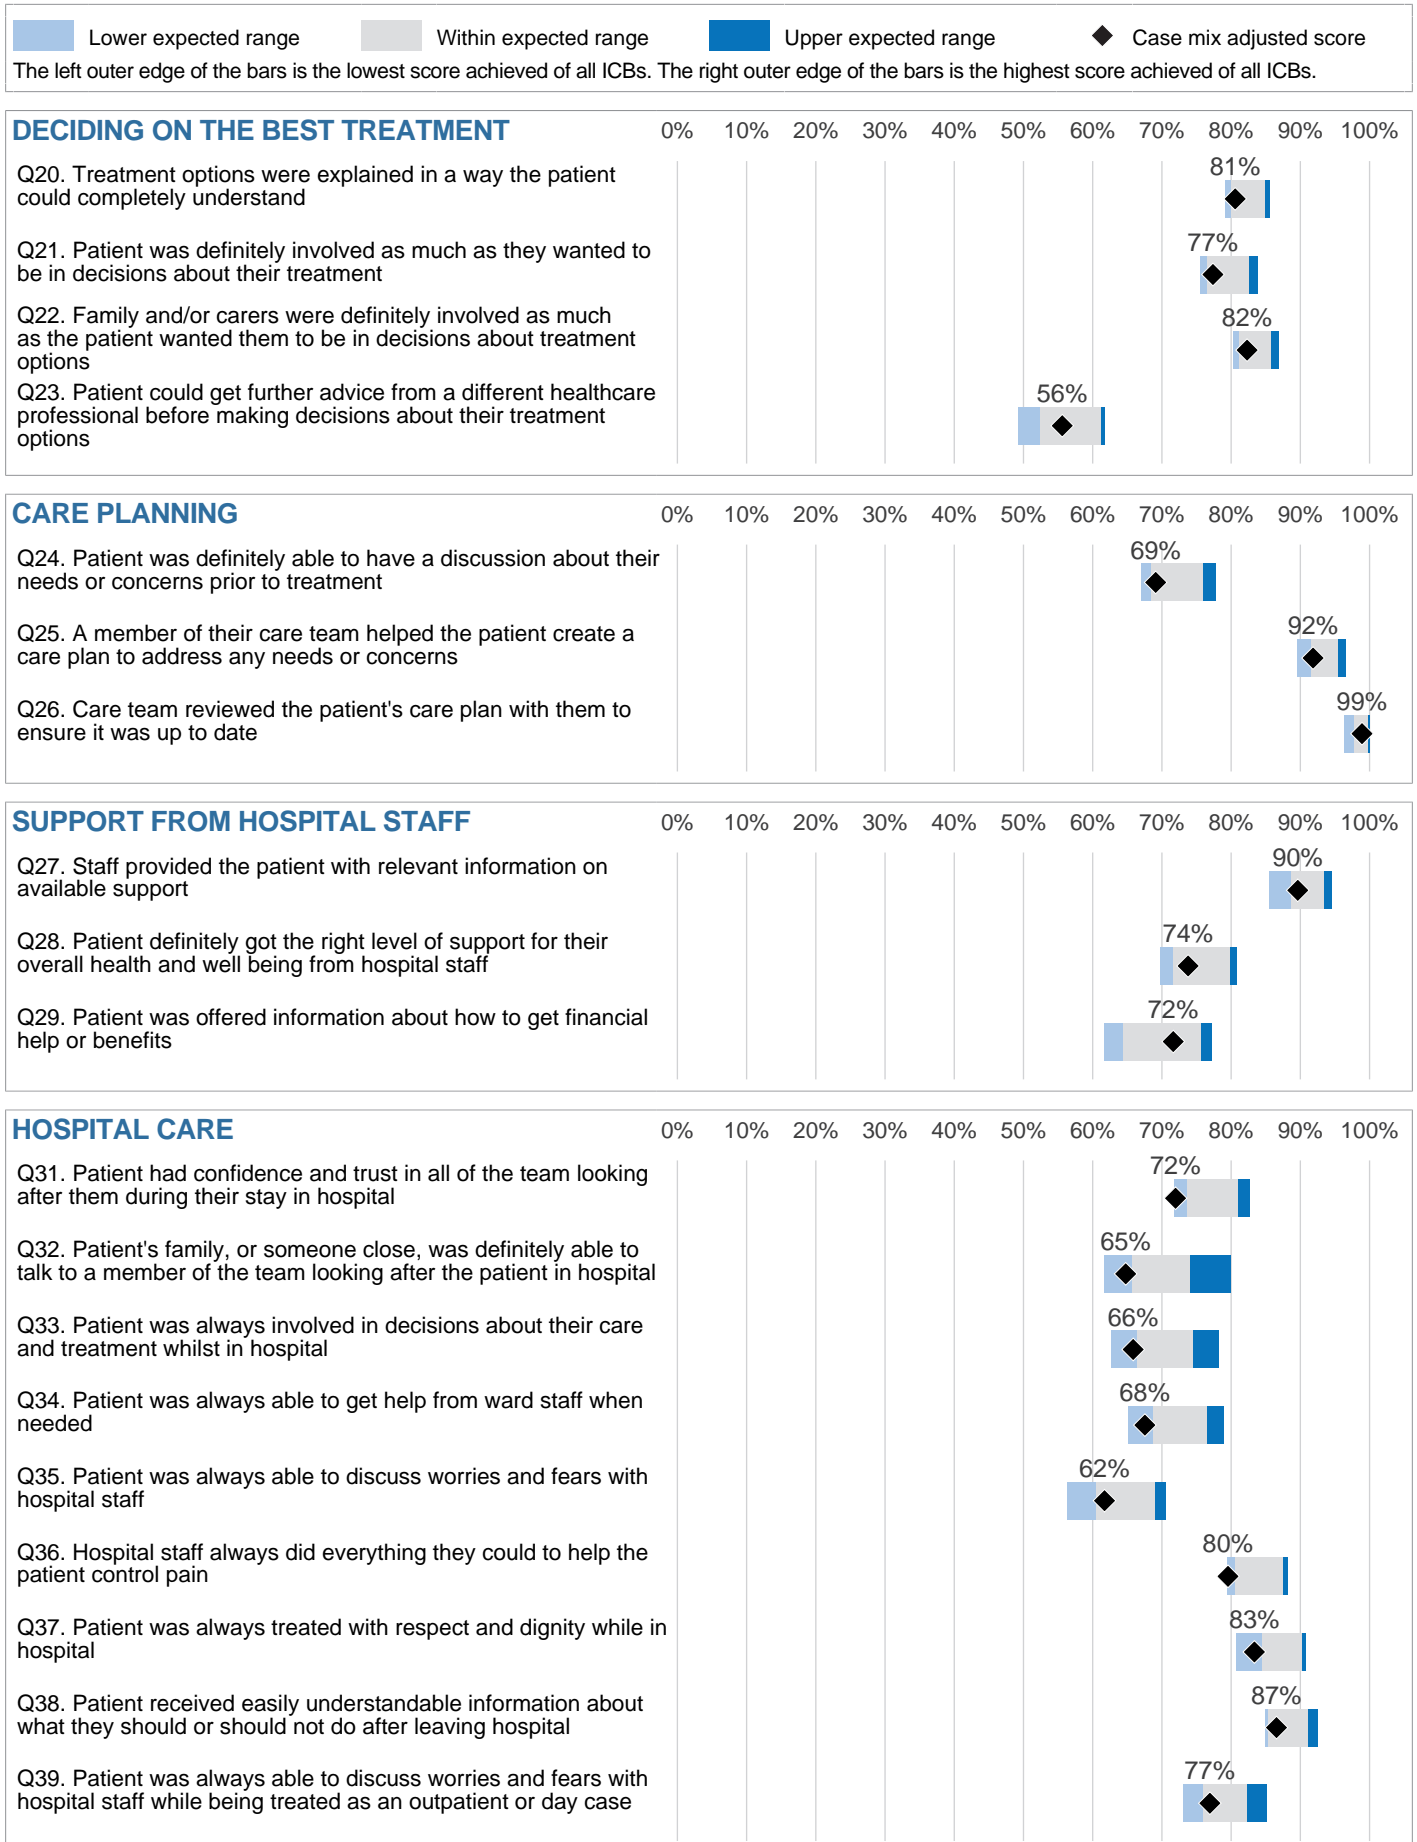 Lower expected range Within expected range Upper expected range Case mix adjusted score
The left outer edge of the bars is the lowest score achieved of all ICBs. The right outer edge of the bars is the highest score achieved of all ICBs.
DECIDING ON THE BEST TREATMENT 0% 10% 20% 30% 40% 50% 60% 70% 80% 90% 100%
Q20. Treatment options were explained in a way the patient
could completely understand
81%
Q21. Patient was definitely involved as much as they wanted to
be in decisions about their treatment
77%
Q22. Family and/or carers were definitely involved as much
as the patient wanted them to be in decisions about treatment
options
82%
Q23. Patient could get further advice from a different healthcare
professional before making decisions about their treatment
options
56%
CARE PLANNING 0% 10% 20% 30% 40% 50% 60% 70% 80% 90% 100%
Q24. Patient was definitely able to have a discussion about their
needs or concerns prior to treatment
69%
Q25. A member of their care team helped the patient create a
care plan to address any needs or concerns
92%
Q26. Care team reviewed the patient's care plan with them to
ensure it was up to date
99%
SUPPORT FROM HOSPITAL STAFF 0% 10% 20% 30% 40% 50% 60% 70% 80% 90% 100%
Q27. Staff provided the patient with relevant information on
available support
90%
Q28. Patient definitely got the right level of support for their
overall health and well being from hospital staff
74%
Q29. Patient was offered information about how to get financial
help or benefits
72%
HOSPITAL CARE 0% 10% 20% 30% 40% 50% 60% 70% 80% 90% 100%
Q31. Patient had confidence and trust in all of the team looking
after them during their stay in hospital
72%
Q32. Patient's family, or someone close, was definitely able to
talk to a member of the team looking after the patient in hospital
65%
Q33. Patient was always involved in decisions about their care
and treatment whilst in hospital
66%
Q34. Patient was always able to get help from ward staff when
needed
68%
Q35. Patient was always able to discuss worries and fears with
hospital staff
62%
Q36. Hospital staff always did everything they could to help the
patient control pain
80%
Q37. Patient was always treated with respect and dignity while in
hospital
83%
Q38. Patient received easily understandable information about
what they should or should not do after leaving hospital
87%
Q39. Patient was always able to discuss worries and fears with
hospital staff while being treated as an outpatient or day case
77%